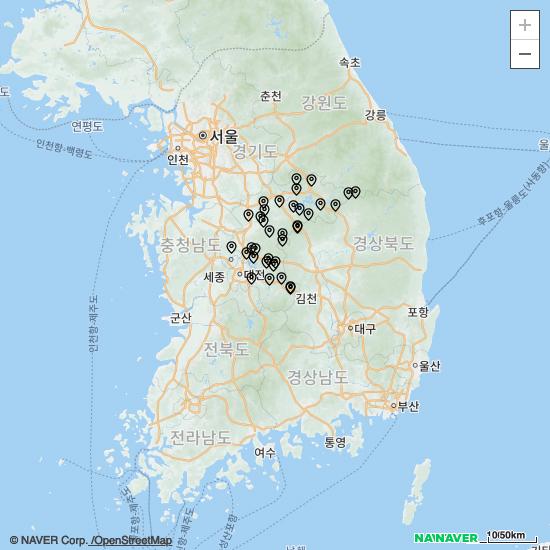 +
−
속초
춘천
강원도
강릉
도
연평도
서울
인천항-백령도
인천
경기도
울
후포항-울릉도(사동항)
충청남도
경상북도
세종
대전
김천
인천항-제주도
군산
포항
대구
전북도
울산
경상남도
부산
전라남도
여수
통영
© NAVER Corp. /OpenStreetMap
NAVER
10/50km